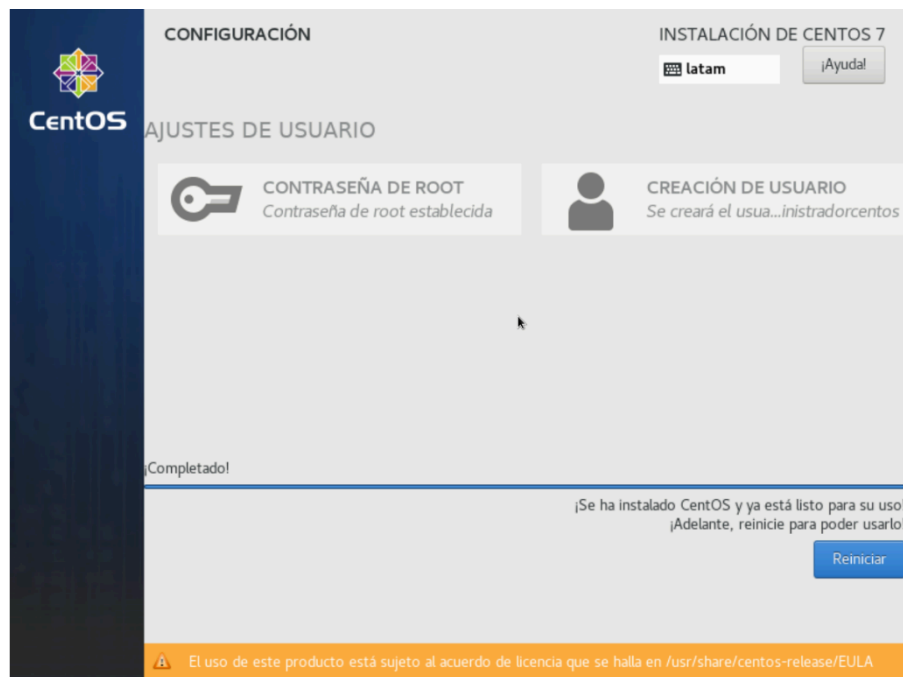 CONFIGURACIÓN
INSTALACIÓN DE CENTOS 7
latam
¡Ayuda!
CentOS
AJUSTES DE USUARIO
CONTRASEÑA DE ROOT
Contraseña de root establecida
CREACIÓN DE USUARIO
Se creará el usua...inistradorcentos
¡Completado!
¡Se ha instalado CentOS y ya está listo para su uso!
¡Adelante, reinicie para poder usarlo!
Reiniciar
El uso de este producto está sujeto al acuerdo de licencia que se halla en /usr/share/centos-release/EULA